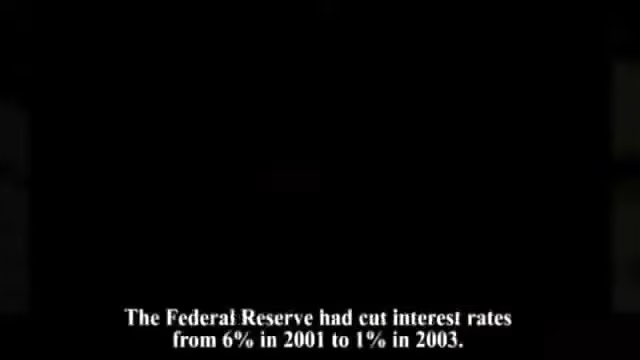 The Federal Reserve had cut interest rates
from 6% in 2001 to 1% in 2003.